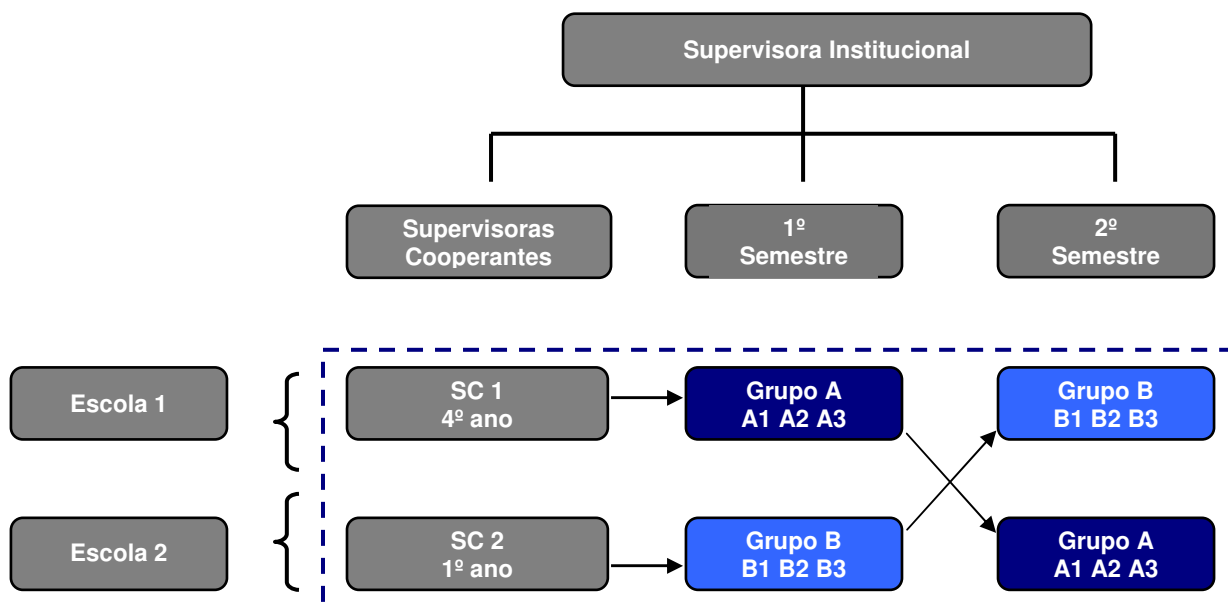 Supervisora Institucional
Supervisoras
Cooperantes
1º
Semestre
2º
Semestre
Escola 1
SC 1
4º ano
Grupo A
A1 A2 A3
Grupo B
B1 B2 B3
Escola 2
SC 2
1º ano
Grupo B
B1 B2 B3
Grupo A
A1 A2 A3